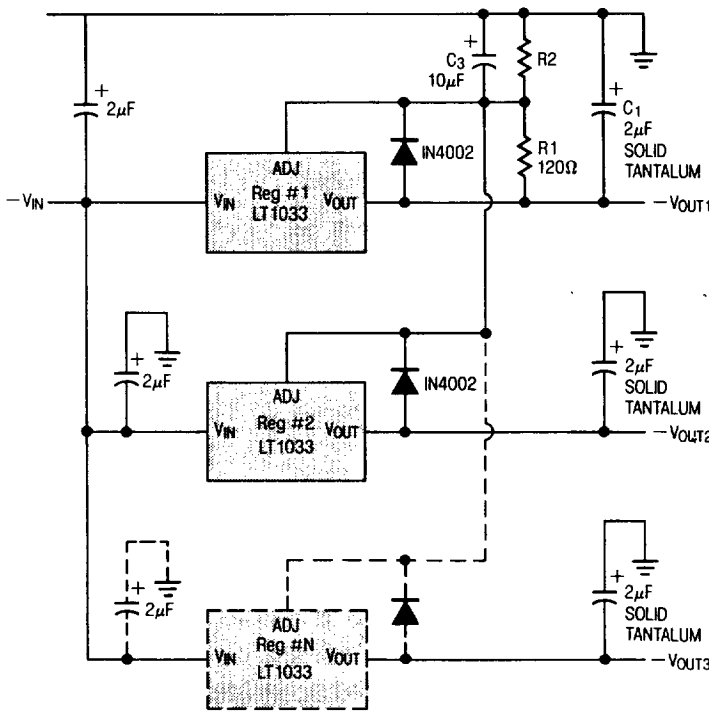 +
C3
10μF
R2
+
2μF
+
C1
2μF
SOLID
TANTALUM
ADJ
Reg #1
LT1033
VIN
VOUT
IN4002
R1
120Ω
−VIN
−VOUT1
+
2μF
ADJ
Reg #2
LT1033
VIN
VOUT
IN4002
+
2μF
SOLID
TANTALUM
−VOUT2
+
2μF
ADJ
Reg #N
LT1033
VIN
VOUT
+
2μF
SOLID
TANTALUM
−VOUT3